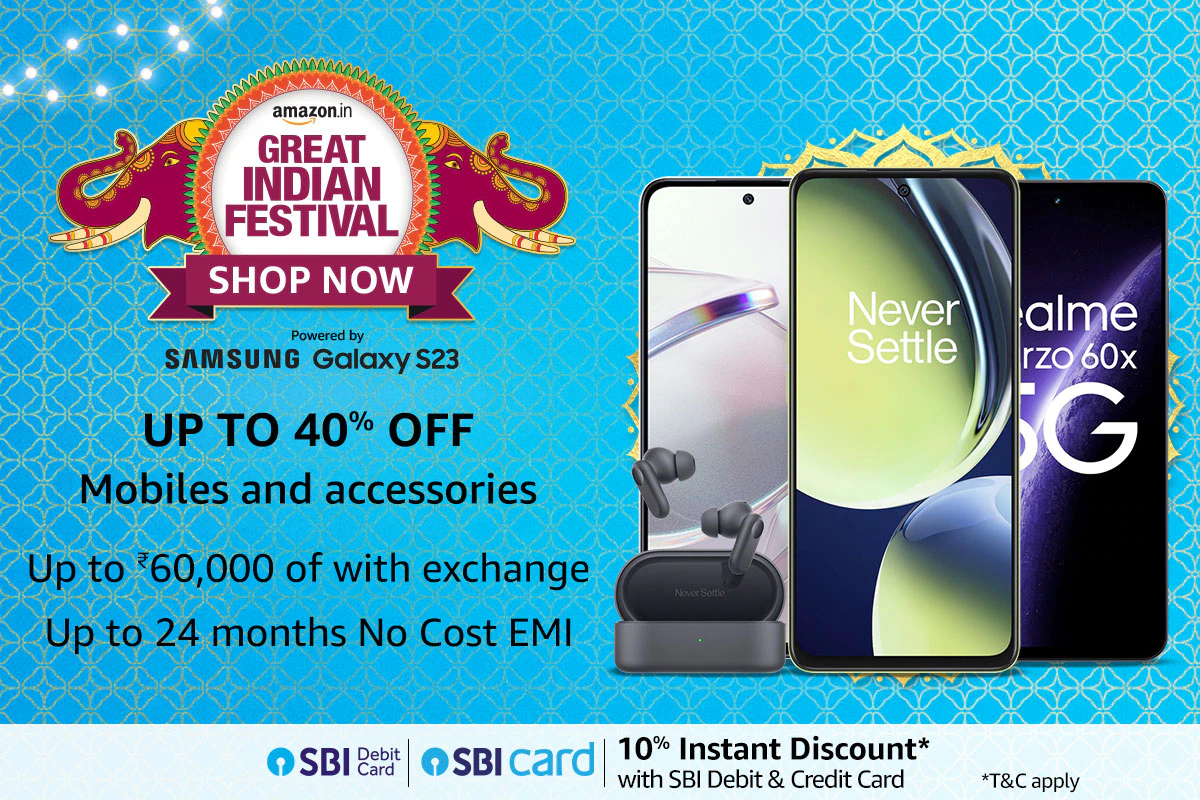 amazon.in
GREAT
INDIAN
FESTIVAL
SHOP NOW
Powered by
SAMSUNG Galaxy S23
UP TO 40% OFF
Mobiles and accessories
Up to ₹60,000 of with exchange
Up to 24 months No Cost EMI
Never Settle
Never
Settle
ealme
rzo 60x
5G
SBI Debit Card
SBI card
10% Instant Discount*
with SBI Debit & Credit Card
*T&C apply